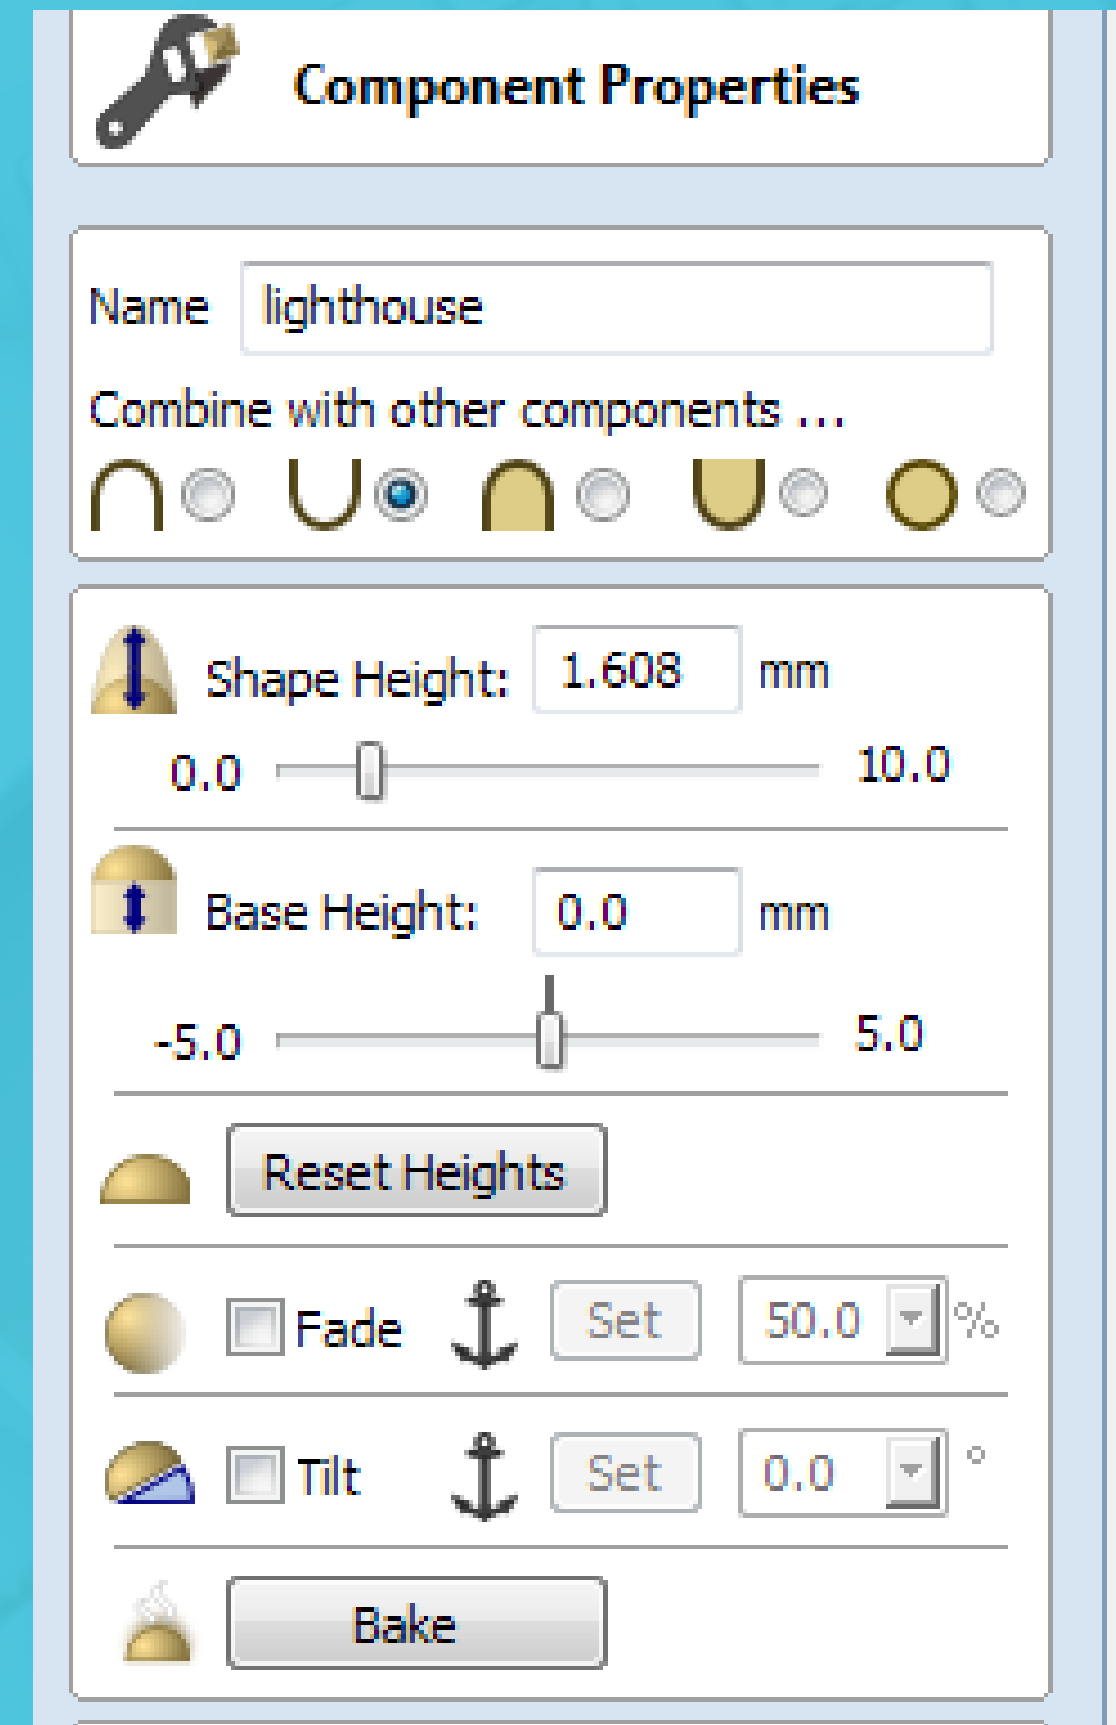 Component Properties
Name lighthouse
Combine with other components ...
Shape Height: 1.608 mm
0.0 10.0
Base Height: 0.0 mm
-5.0 5.0
Reset Heights
Fade Set 50.0 %
Tilt Set 0.0 °
Bake